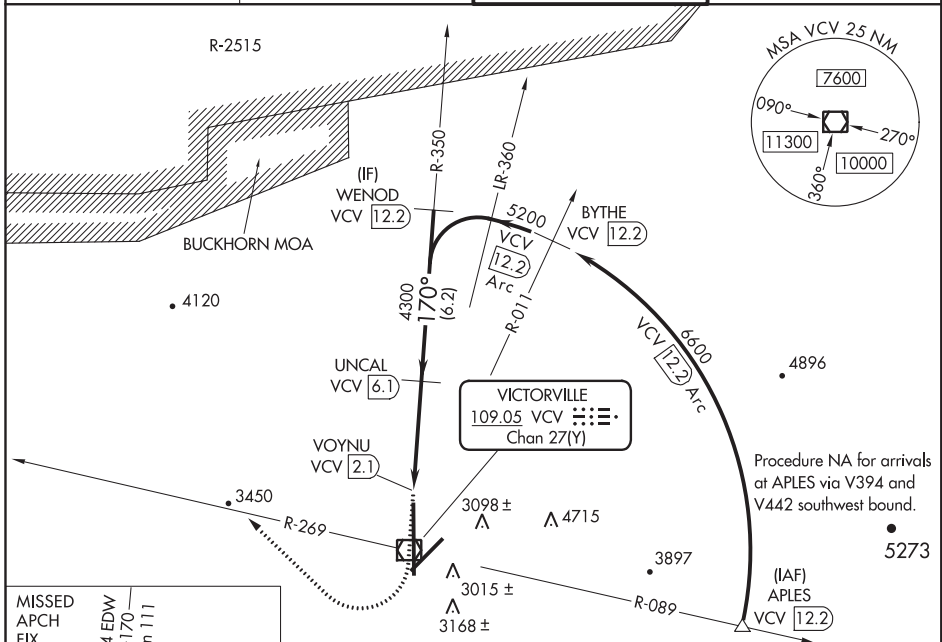 R-2515
MSA VCV 25 NM
7600
090°
270°
11300
10000
360°
R-350
LR-360
(IF)
WENOD
VCV 12.2
5200
VCV
12.2
Arc
BYTHE
VCV 12.2
BUCKHORN MOA
4120
4300
170°
(6.2)
R-011
6600
VCV 12.2 Arc
4896
UNCAL
VCV 6.1
VICTORVILLE
109.05 VCV
Chan 27(Y)
VOYNU
VCV 2.1
Procedure NA for arrivals
at APLES via V394 and
V442 southwest bound.
3450
R-269
3098 ±
4715
5273
3897
3015 ±
3168 ±
R-089
(IAF)
APLES
VCV 12.2
MISSED
APCH
FIX
4 EDW
-170
n 111